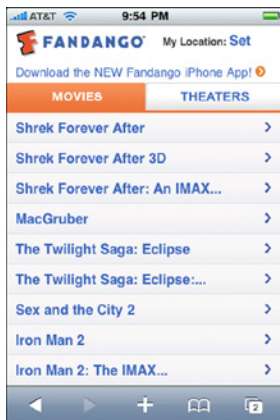 AT&T 9:54 PM
FANDANGO My Location: Set
Download the NEW Fandango iPhone App!
MOVIES THEATERS
Shrek Forever After
Shrek Forever After 3D
Shrek Forever After: An IMAX...
MacGruber
The Twilight Saga: Eclipse
The Twilight Saga: Eclipse:...
Sex and the City 2
Iron Man 2
Iron Man 2: The IMAX...
2